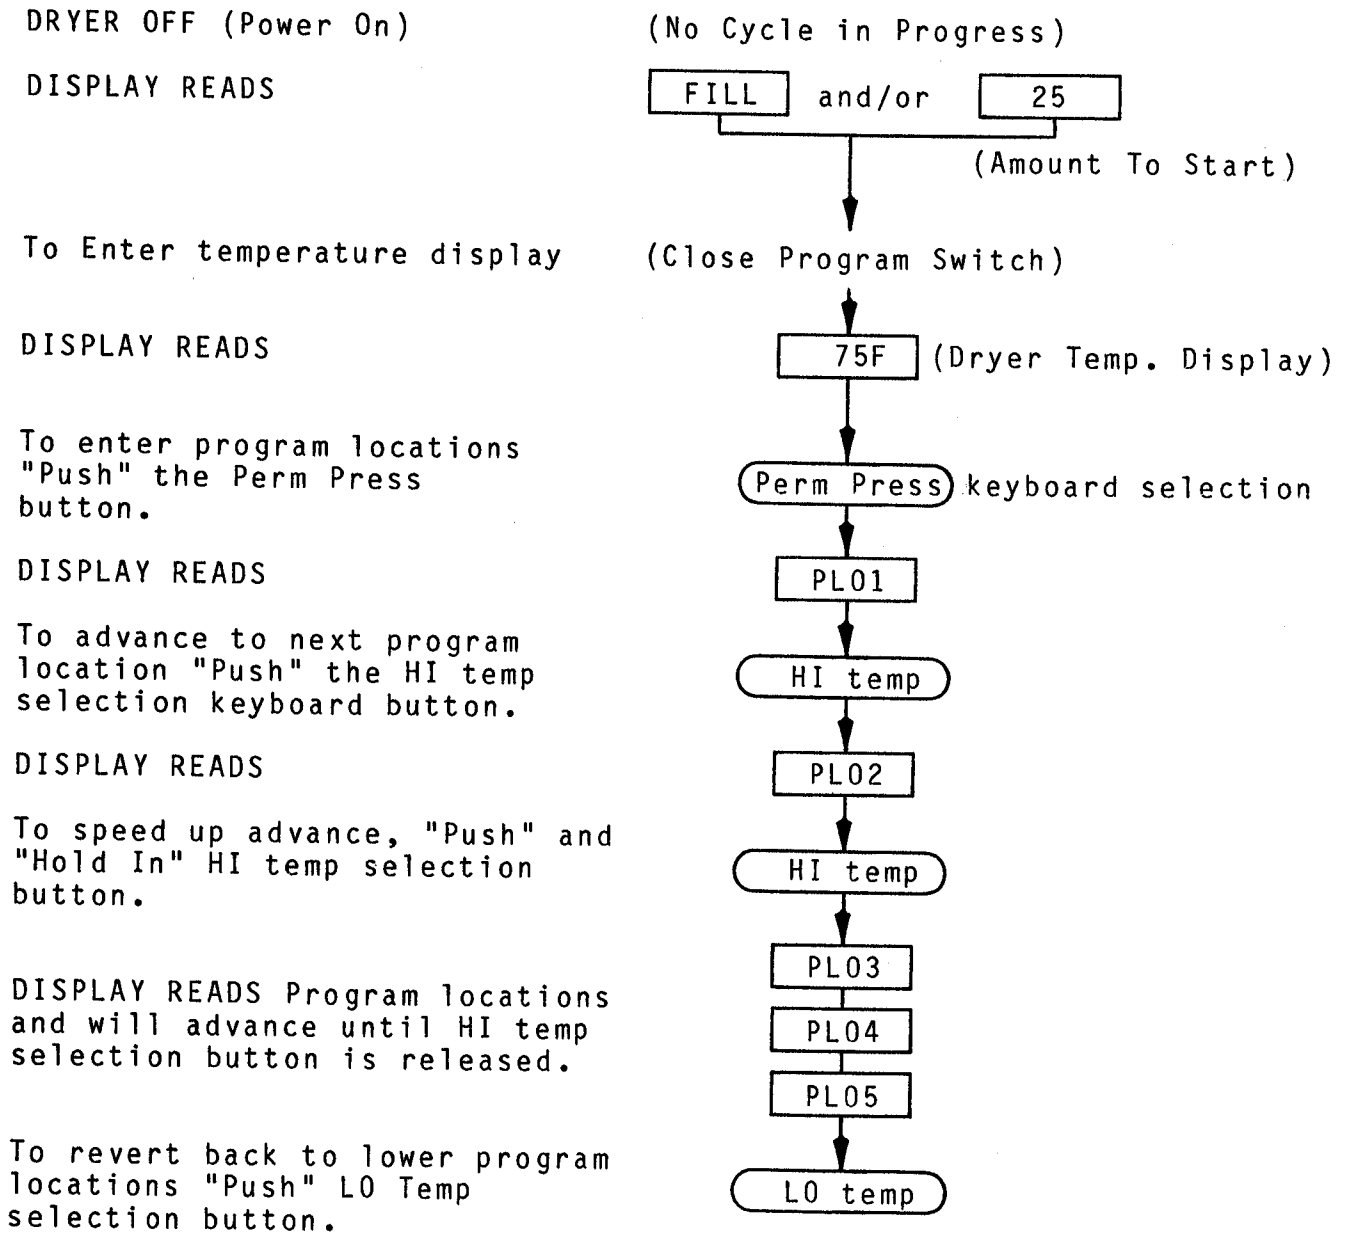 DRYER OFF (Power On) (No Cycle in Progress)
DISPLAY READS FILL and/or 25
(Amount To Start)
To Enter temperature display (Close Program Switch)
DISPLAY READS 75F (Dryer Temp. Display)
To enter program locations
"Push" the Perm Press
button.
Perm Press keyboard selection
DISPLAY READS PL01
To advance to next program
location "Push" the HI temp
selection keyboard button.
HI temp
DISPLAY READS PL02
To speed up advance, "Push" and
"Hold In" HI temp selection
button.
HI temp
PL03
DISPLAY READS Program locations
and will advance until HI temp
selection button is released.
PL04
PL05
To revert back to lower program
locations "Push" LO Temp
selection button.
LO temp